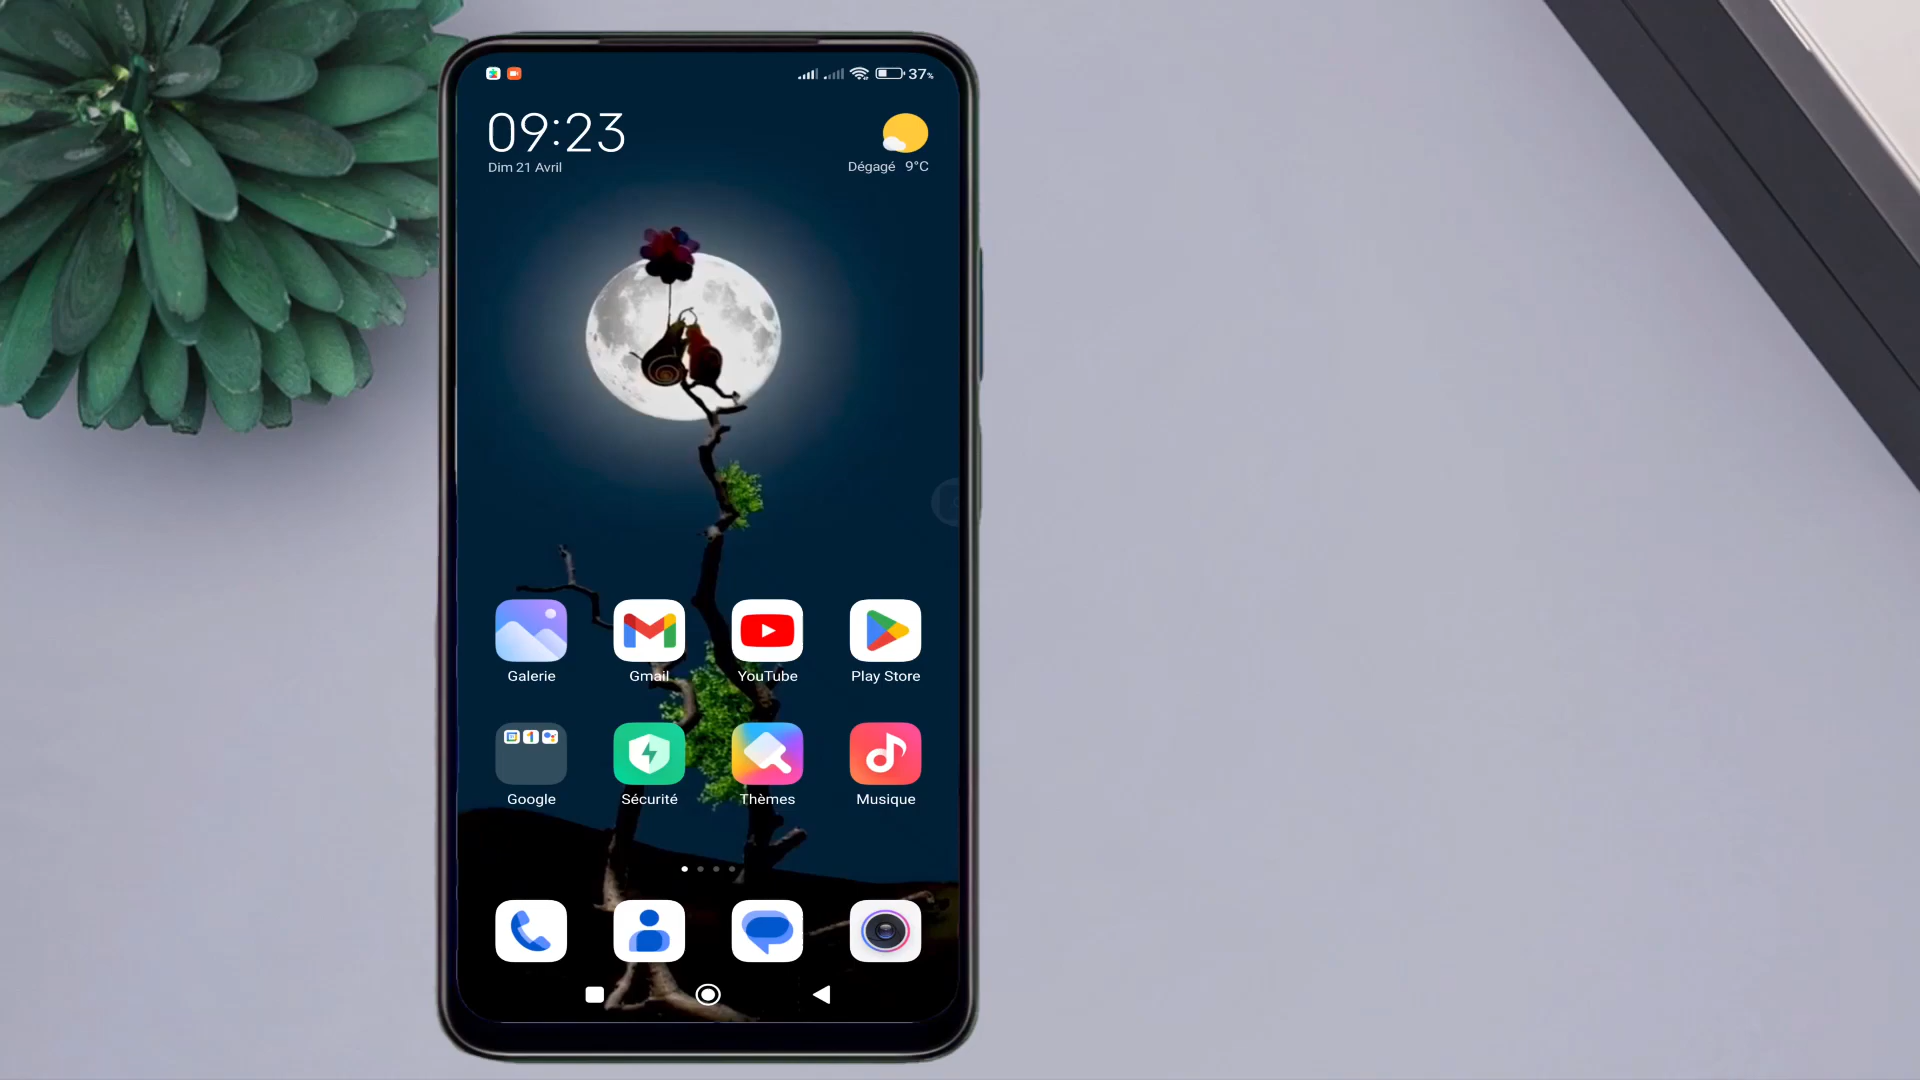 37%
09:23
Dim 21 Avril
Dégagé 9°C
Galerie
Gmail
YouTube
Play Store
Google
Sécurité
Thèmes
Musique